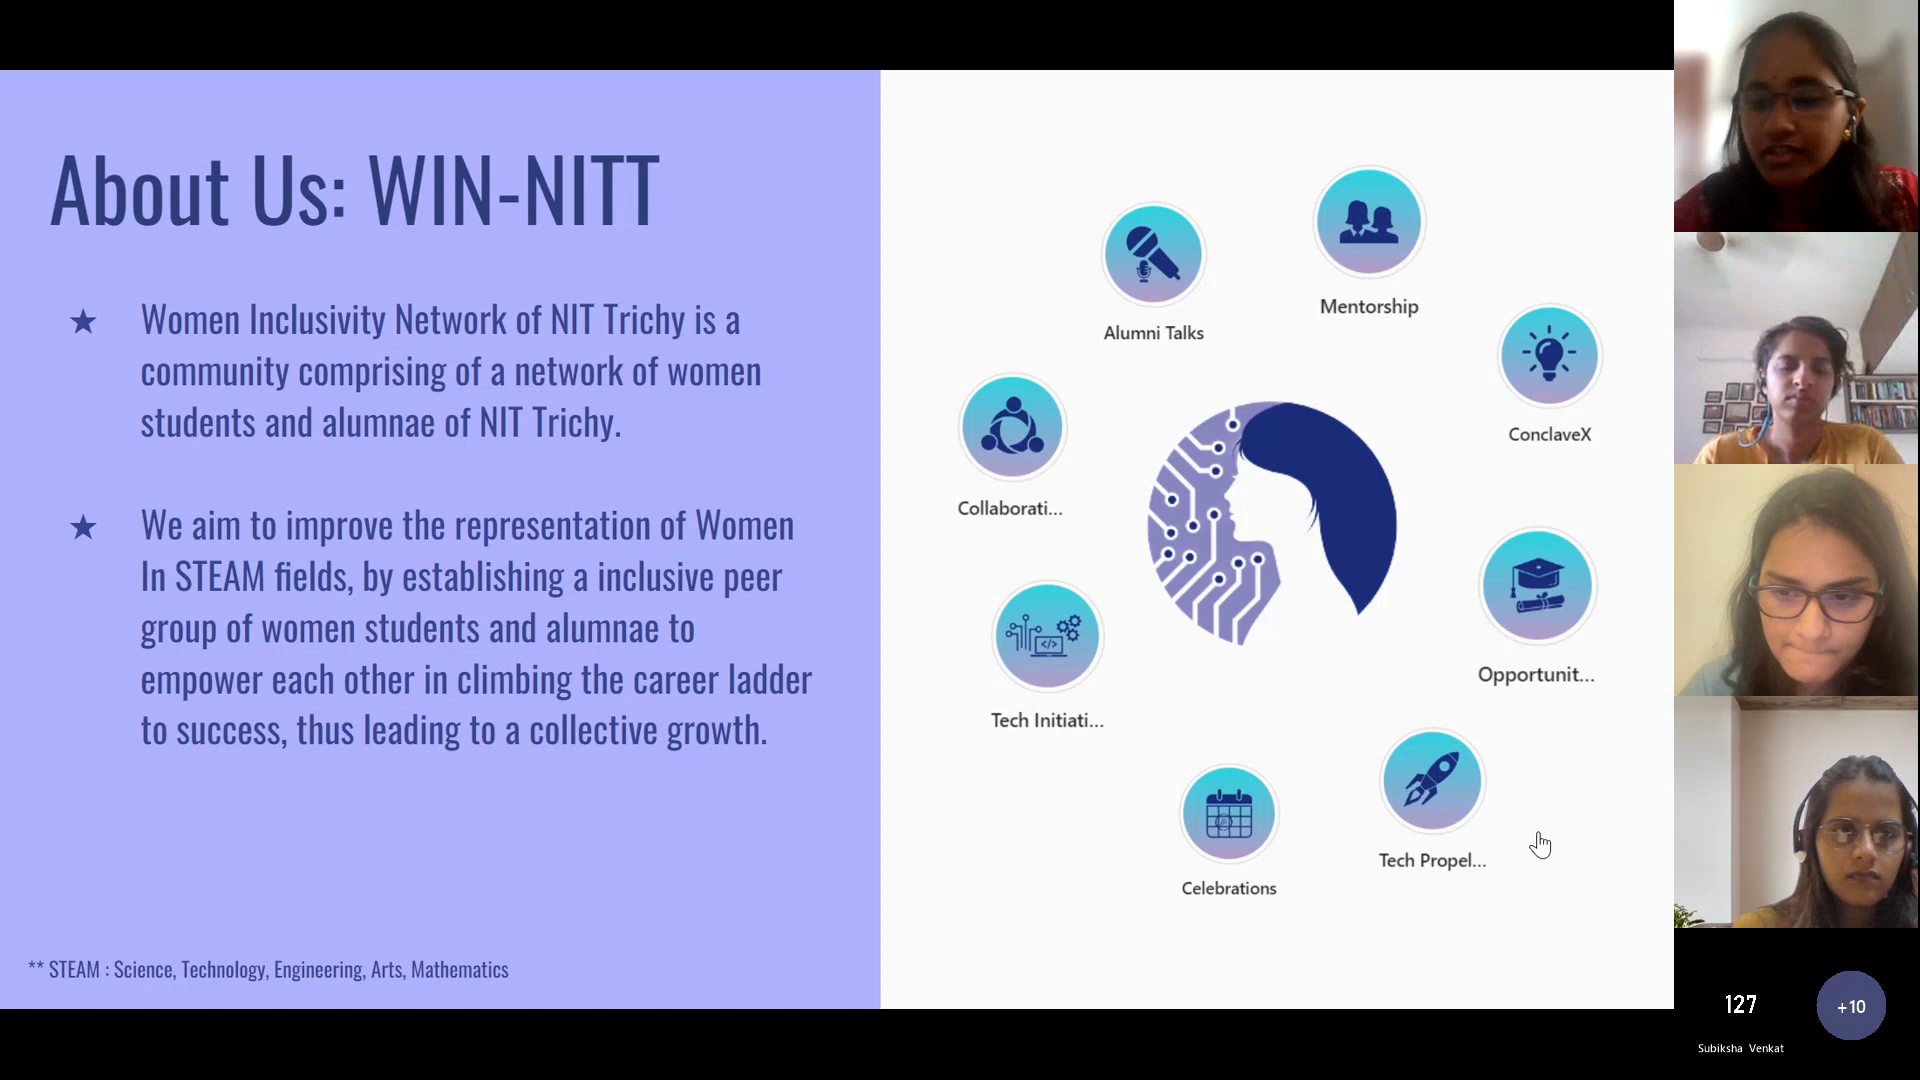 About Us: WIN-NITT
★ Women Inclusivity Network of NIT Trichy is a
community comprising of a network of women
students and alumnae of NIT Trichy.
★ We aim to improve the representation of Women
In STEAM fields, by establishing a inclusive peer
group of women students and alumnae to
empower each other in climbing the career ladder
to success, thus leading to a collective growth.
** STEAM : Science, Technology, Engineering, Arts, Mathematics
Mentorship
Alumni Talks
ConclaveX
Collaborati...
Opportunit...
Tech Initiati...
Tech Propel...
Celebrations
127
+10
Subiksha Venkat